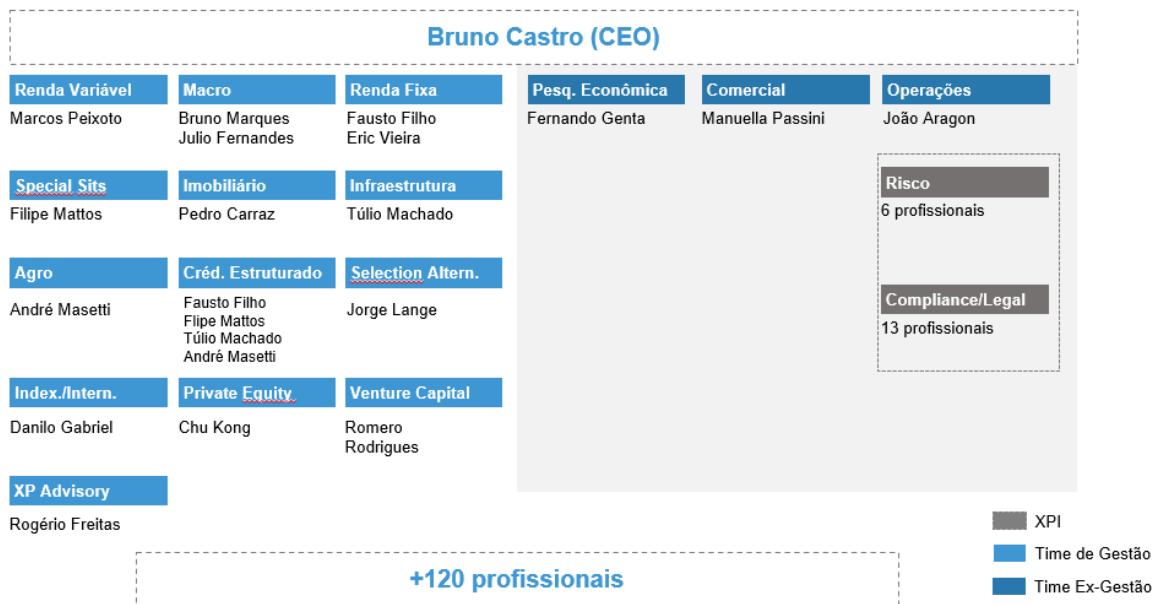 Bruno Castro (CEO)
Renda Variável
Marcos Peixoto
Macro
Bruno Marques
Julio Fernandes
Renda Fixa
Fausto Filho
Eric Vieira
Pesq. Econômica
Fernando Genta
Comercial
Manuella Passini
Operações
João Aragon
Special Sits
Filipe Mattos
Imobiliário
Pedro Carraz
Infraestrutura
Túlio Machado
Risco
6 profissionais
Agro
André Masetti
Créd. Estruturado
Fausto Filho
Flipe Mattos
Túlio Machado
André Masetti
Selection Altern.
Jorge Lange
Compliance/Legal
13 profissionais
Index./Intern.
Danilo Gabriel
Private Equity
Chu Kong
Venture Capital
Romero
Rodrigues
XP Advisory
Rogério Freitas
XPI
Time de Gestão
Time Ex-Gestão
+120 profissionais